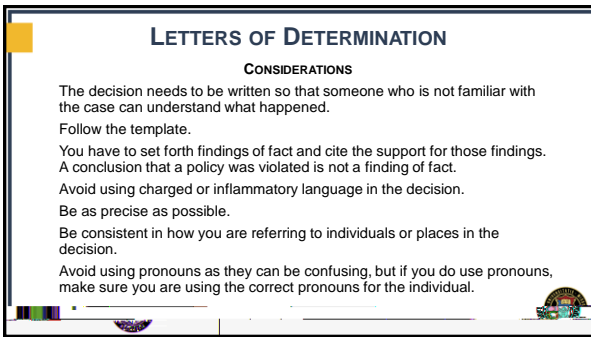 LETTERS OF DETERMINATION
CONSIDERATIONS
The decision needs to be written so that someone who is not familiar with
the case can understand what happened.
Follow the template.
You have to set forth findings of fact and cite the support for those findings.
A conclusion that a policy was violated is not a finding of fact.
Avoid using charged or inflammatory language in the decision.
Be as precise as possible.
Be consistent in how you are referring to individuals or places in the
decision.
Avoid using pronouns as they can be confusing, but if you do use pronouns,
make sure you are using the correct pronouns for the individual.